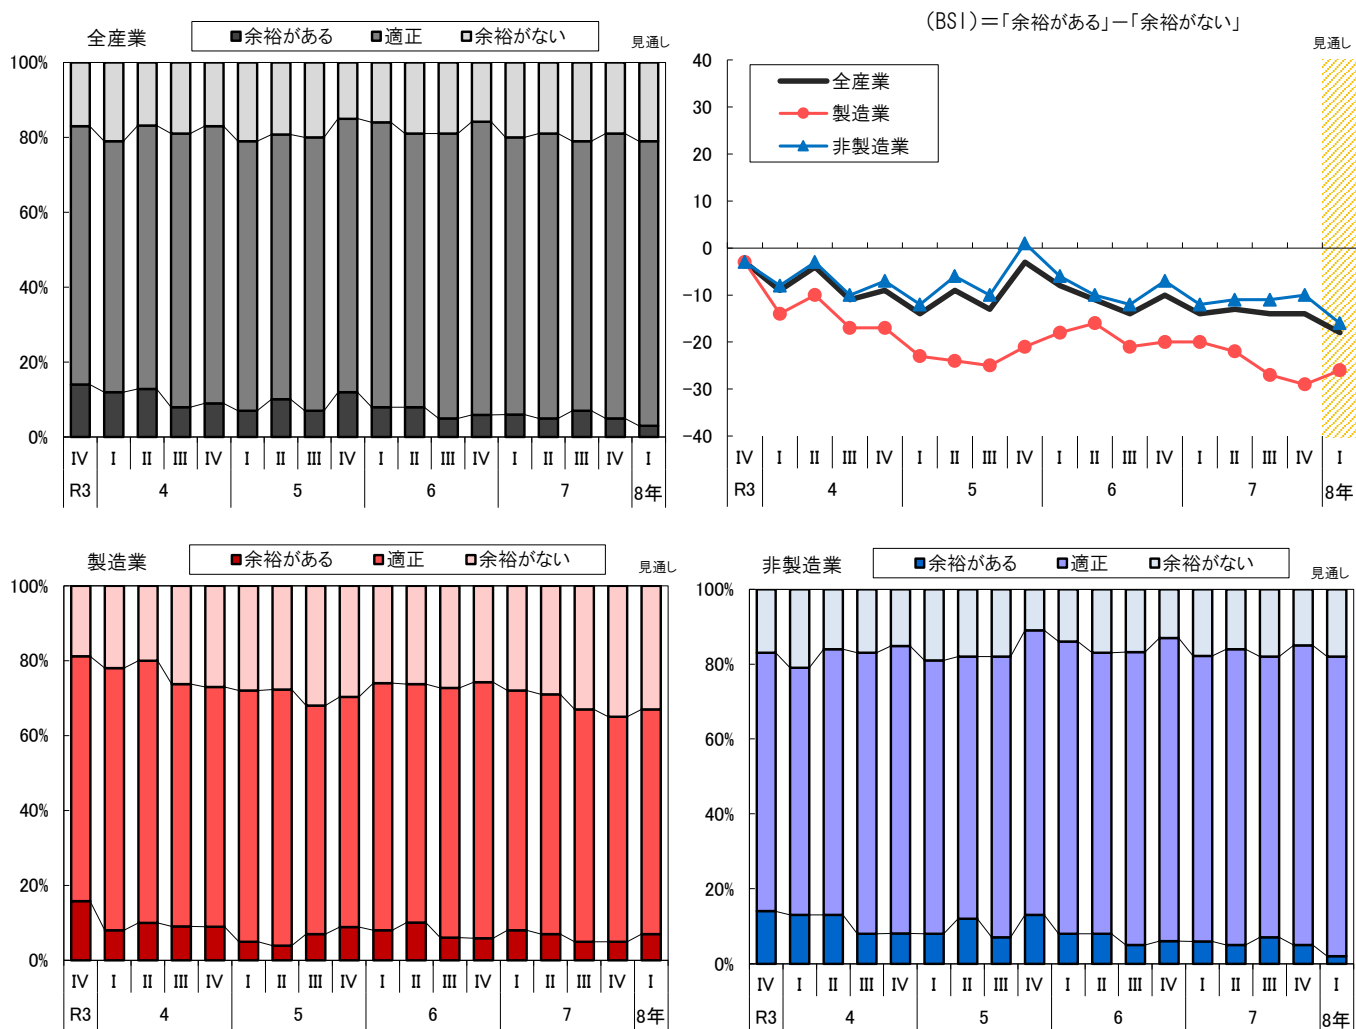 全産業
余裕がある 適正 余裕がない
見通し
100%
80%
60%
40%
20%
0%
Ⅳ Ⅰ Ⅱ Ⅲ Ⅳ Ⅰ Ⅱ Ⅲ Ⅳ Ⅰ Ⅱ Ⅲ Ⅳ Ⅰ Ⅱ Ⅲ Ⅳ Ⅰ
R3 4 5 6 7 8年
(BSI)=「余裕がある」-「余裕がない」
見通し
全産業
製造業
非製造業
40
30
20
10
0
-10
-20
-30
-40
Ⅳ Ⅰ Ⅱ Ⅲ Ⅳ Ⅰ Ⅱ Ⅲ Ⅳ Ⅰ Ⅱ Ⅲ Ⅳ Ⅰ Ⅱ Ⅲ Ⅳ Ⅰ
R3 4 5 6 7 8年
製造業
余裕がある 適正 余裕がない
見通し
100%
80%
60%
40%
20%
0%
Ⅳ Ⅰ Ⅱ Ⅲ Ⅳ Ⅰ Ⅱ Ⅲ Ⅳ Ⅰ Ⅱ Ⅲ Ⅳ Ⅰ Ⅱ Ⅲ Ⅳ Ⅰ
R3 4 5 6 7 8年
非製造業
余裕がある 適正 余裕がない
見通し
100%
80%
60%
40%
20%
0%
Ⅳ Ⅰ Ⅱ Ⅲ Ⅳ Ⅰ Ⅱ Ⅲ Ⅳ Ⅰ Ⅱ Ⅲ Ⅳ Ⅰ Ⅱ Ⅲ Ⅳ Ⅰ
R3 4 5 6 7 8年